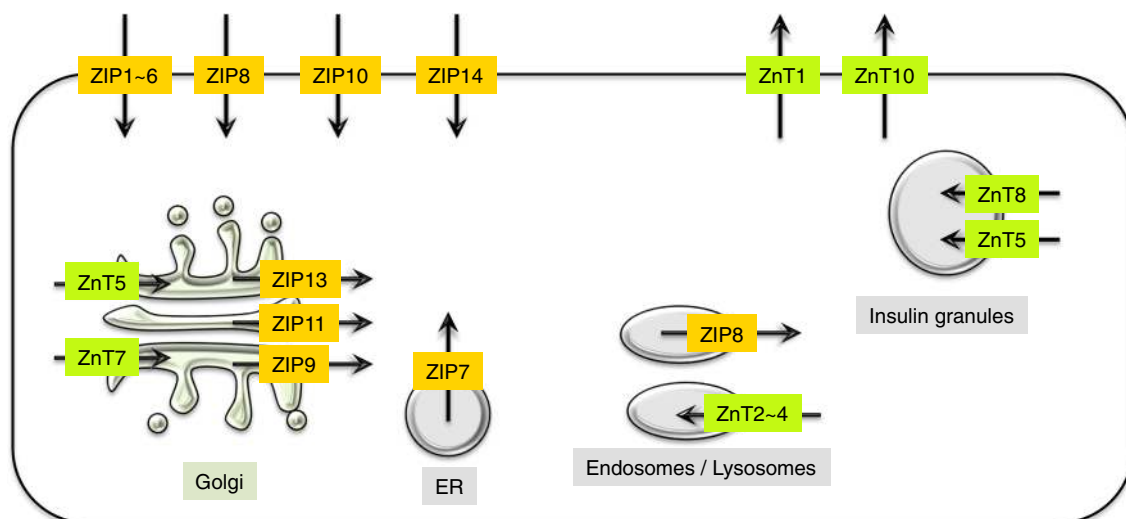 ZIP1~6
ZIP8
ZIP10
ZIP14
ZnT1
ZnT10
ZnT8
ZnT5
Insulin granules
ZnT5
ZIP13
ZIP11
ZnT7
ZIP9
ZIP7
ZIP8
ZnT2~4
Golgi
ER
Endosomes / Lysosomes